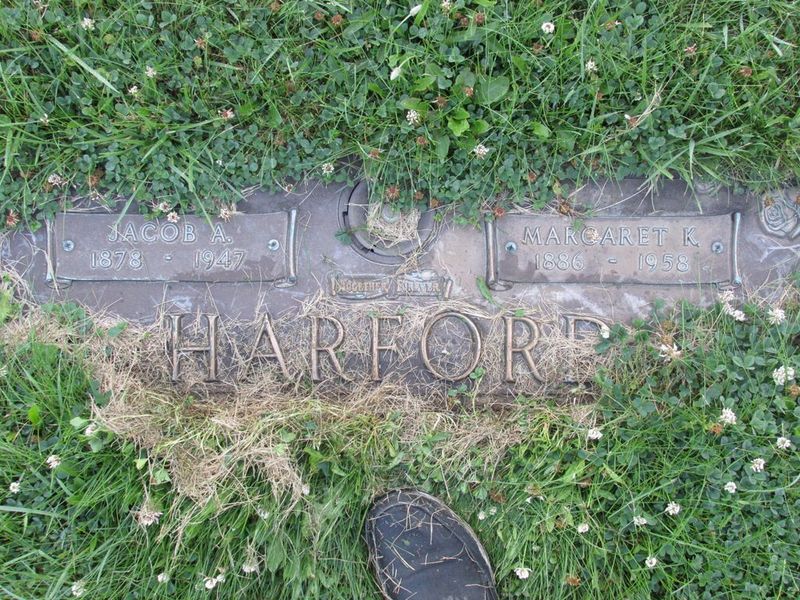 JACOB A.
1878 - 1947
MARGARET K.
1886 - 1958
TOGETHER FOREVER
HARFORD